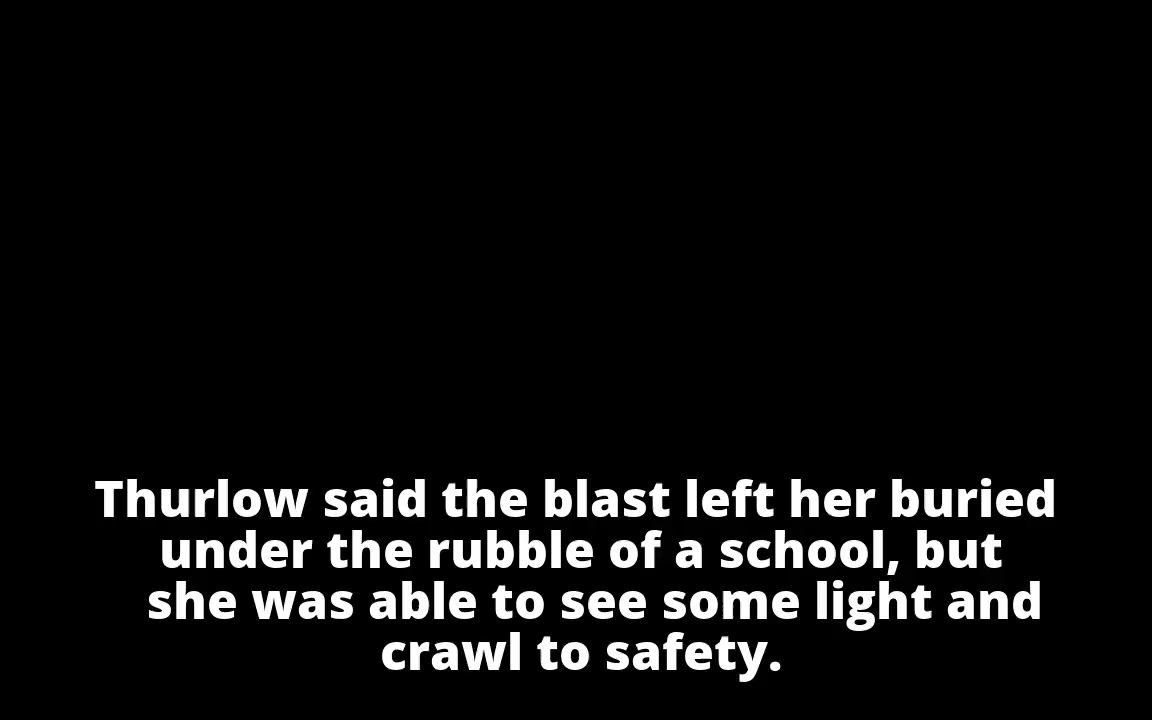 Thurlow said the blast left her buried
under the rubble of a school, but
she was able to see some light and
crawl to safety.